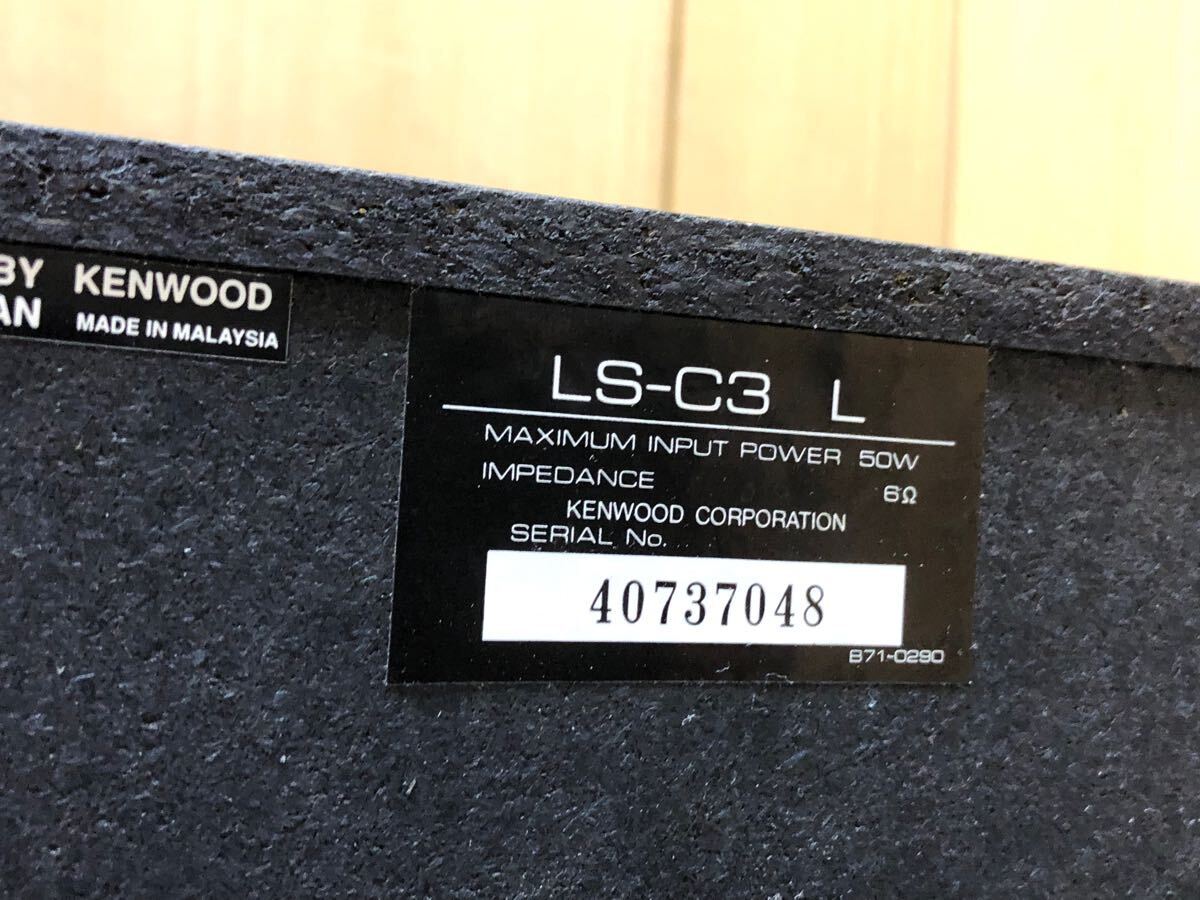 BY KENWOOD
AN MADE IN MALAYSIA
LS-C3 L
MAXIMUM INPUT POWER 50W
IMPEDANCE 6Ω
KENWOOD CORPORATION
SERIAL No.
40737048
B71-0290